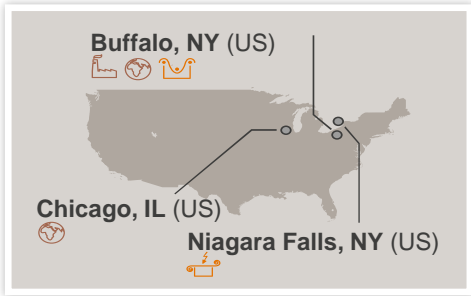 Buffalo, NY (US)
Chicago, IL (US)
Niagara Falls, NY (US)